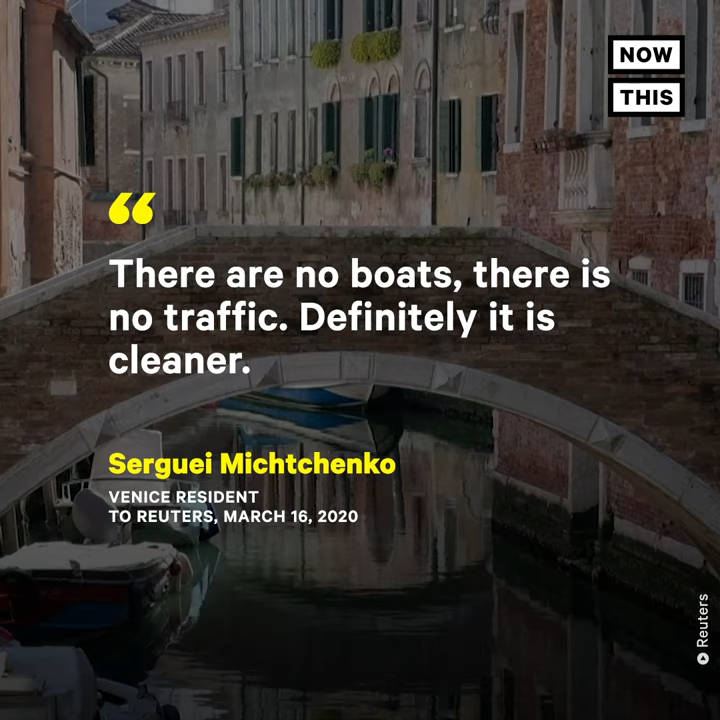 NOW
THIS
“
There are no boats, there is
no traffic. Definitely it is
cleaner.
Serguei Michtchenko
VENICE RESIDENT
TO REUTERS, MARCH 16, 2020
Reuters